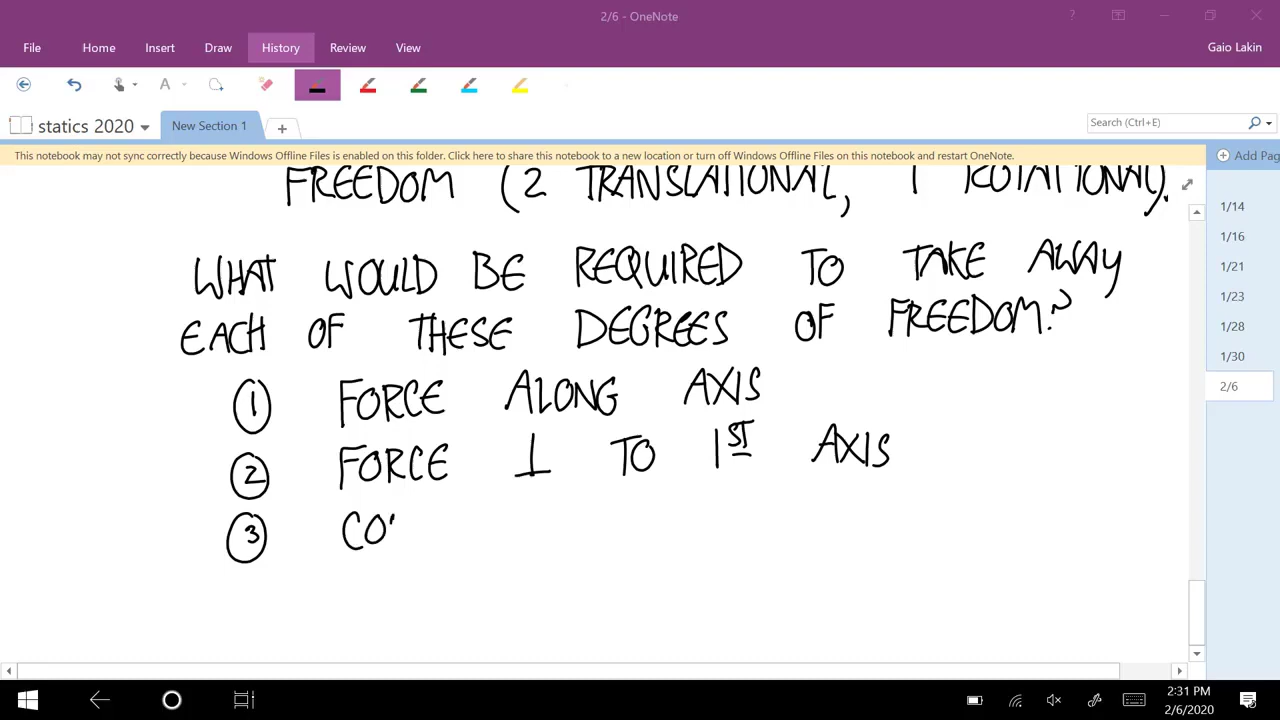 2/6 - OneNote
?
File Home Insert Draw History Review View
Gaio Lakin
A
statics 2020
New Section 1
+
Search (Ctrl+E)
This notebook may not sync correctly because Windows Offline Files is enabled on this folder. Click here to share this notebook to a new location or turn off Windows Offline Files on this notebook and restart OneNote.
Add Pag
FREEDOM (2 TRANSLATIONAL, 1 ROTATIONAL).
WHAT WOULD BE REQUIRED TO TAKE AWAY
EACH OF THESE DEGREES OF FREEDOM?
① FORCE ALONG AXIS
② FORCE ⊥ TO 1ST AXIS
③ CO
1/14
1/16
1/21
1/23
1/28
1/30
2/6
2:31 PM
2/6/2020